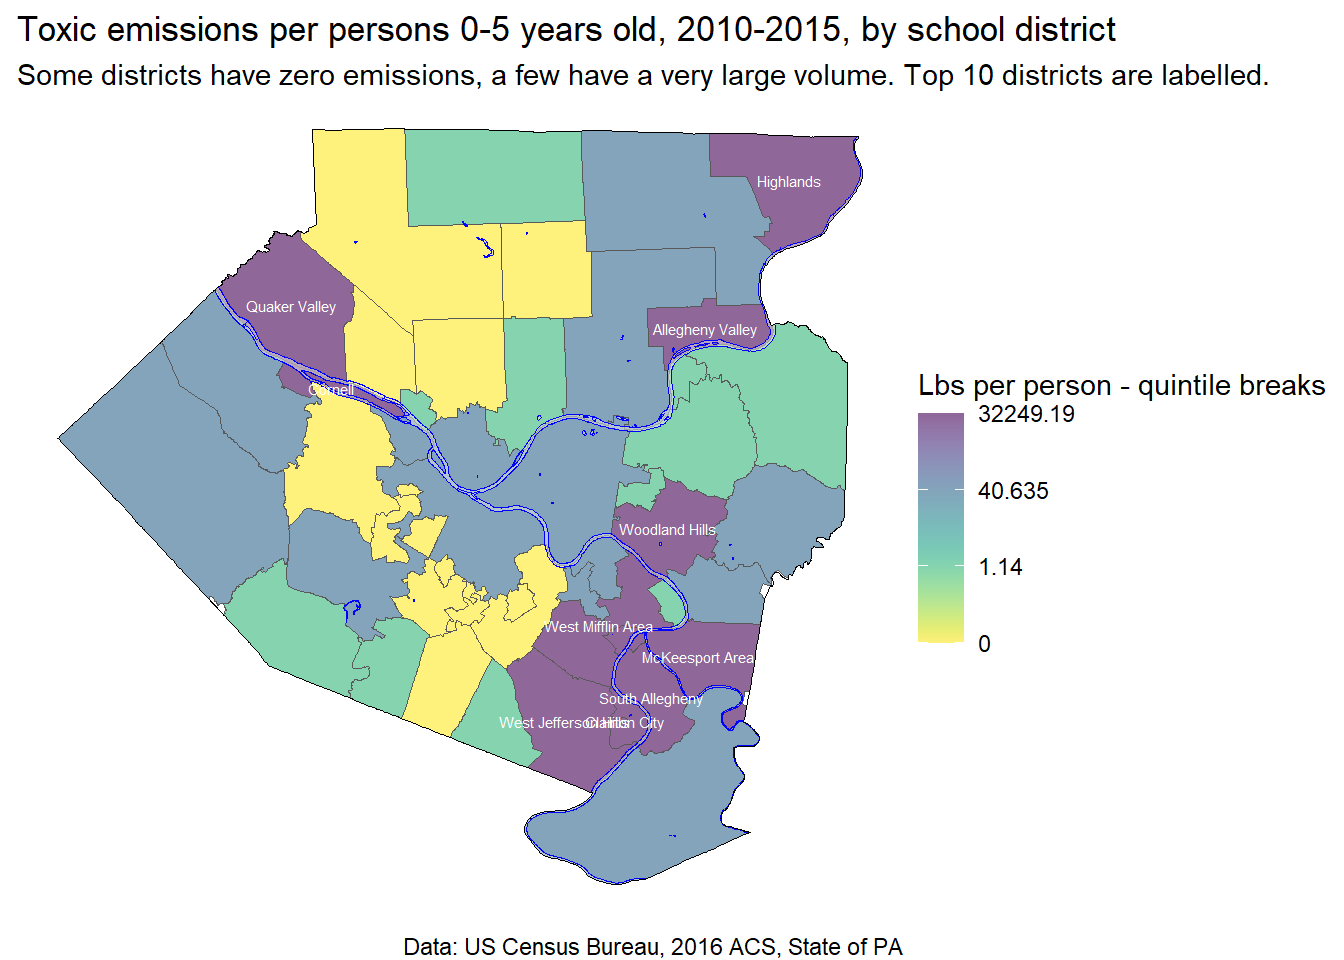 Toxic emissions per persons 0-5 years old, 2010-2015, by school district
Some districts have zero emissions, a few have a very large volume. Top 10 districts are labelled.
Highlands
Quaker Valley
Allegheny Valley
Cornell
Lbs per person - quintile breaks
32249.19
40.635
1.14
0
Woodland Hills
West Mifflin Area
McKeesport Area
South Allegheny
West Jefferson Hills
Clairton City
Data: US Census Bureau, 2016 ACS, State of PA